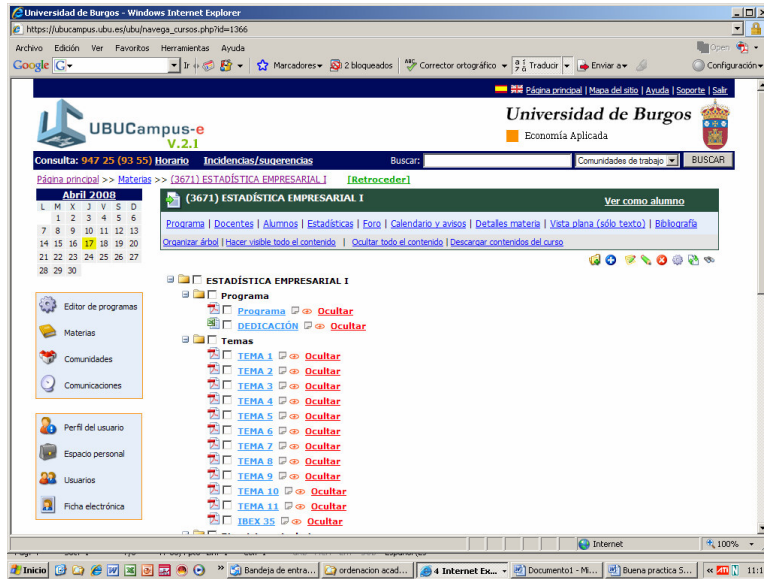 Universidad de Burgos - Windows Internet Explorer
https://ubucampus.ubu.es/ubu/navega_cursos.php?id=1366
Archivo Edición Ver Favoritos Herramientas Ayuda
Open
Google G Ir Marcadores 2 bloqueados Corrector ortográfico Traducir Enviar a Configuración
Página principal | Mapa del sitio | Ayuda | Soporte | Salir
UBUCampus-e
V.2.1
Universidad de Burgos
Economía Aplicada
Consulta: 947 25 (93 55) Horario Incidencias/sugerencias Buscar: Comunidades de trabajo BUSCAR
Página principal >> Materias >> (3671) ESTADÍSTICA EMPRESARIAL I [Retroceder]
Abril 2008
L M X J V S D
1 2 3 4 5 6
7 8 9 10 11 12 13
14 15 16 17 18 19 20
21 22 23 24 25 26 27
28 29 30
Editor de programas
Materias
Comunidades
Comunicaciones
Perfil del usuario
Espacio personal
Usuarios
Ficha electrónica
(3671) ESTADÍSTICA EMPRESARIAL I Ver como alumno
Programa | Docentes | Alumnos | Estadísticas | Foro | Calendario y avisos | Detalles materia | Vista plana (sólo texto) | Bibliografía
Organizar árbol | Hacer visible todo el contenido | Ocultar todo el contenido | Descargar contenidos del curso
ESTADÍSTICA EMPRESARIAL I
Programa
Programa Ocultar
DEDICACIÓN Ocultar
Temas
TEMA 1 Ocultar
TEMA 2 Ocultar
TEMA 3 Ocultar
TEMA 4 Ocultar
TEMA 5 Ocultar
TEMA 6 Ocultar
TEMA 7 Ocultar
TEMA 8 Ocultar
TEMA 9 Ocultar
TEMA 10 Ocultar
TEMA 11 Ocultar
IBEX 35 Ocultar
Internet 100%
Inicio Bandeja de entra... ordenacion acad... 4 Internet Ex... Documento1 - Mi... Buena practica S... 11:1